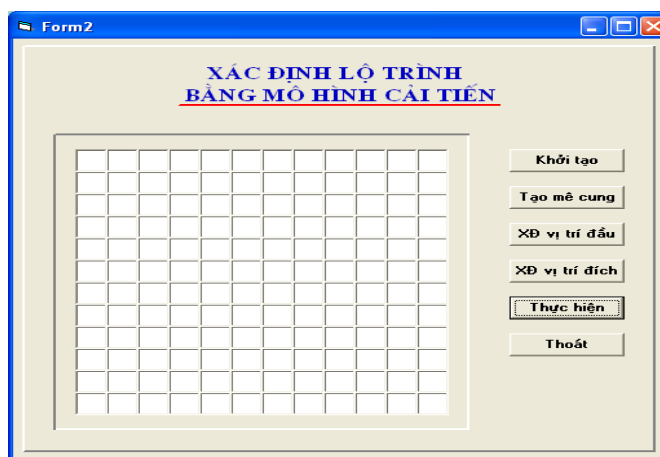 Form2
XÁC ĐỊNH LỘ TRÌNH
BẰNG MÔ HÌNH CẢI TIẾN
Khởi tạo
Tạo mê cung
XĐ vị trí đầu
XĐ vị trí đích
Thực hiện
Thoát